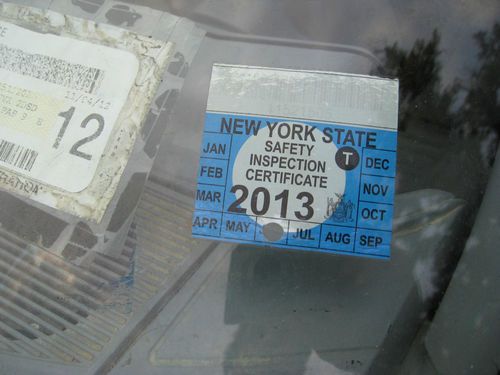 12
NEW YORK STATE
SAFETY
INSPECTION
CERTIFICATE
T
2013
JAN
FEB
MAR
APR
MAY
JUL
AUG
SEP
OCT
NOV
DEC